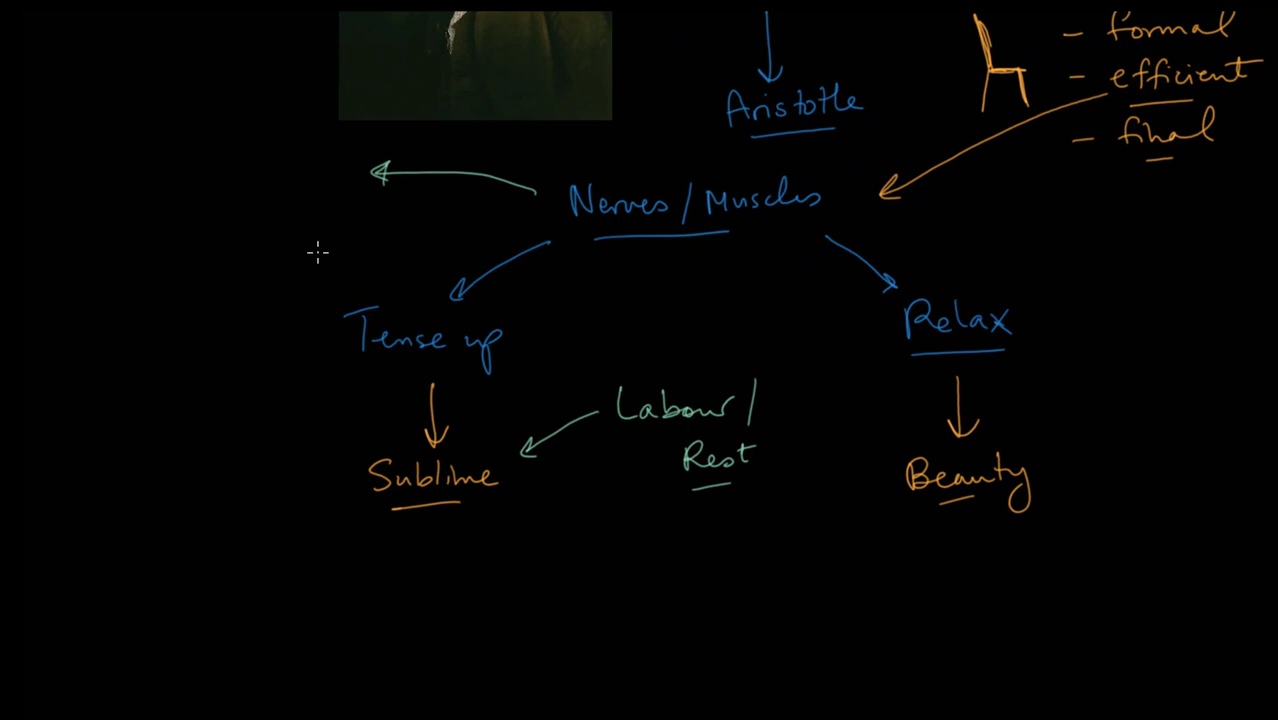 - formal
- efficient
Aristotle
- final
Nerves / Muscles
Tense up
Relax
Labour /
Rest
Sublime
Beauty